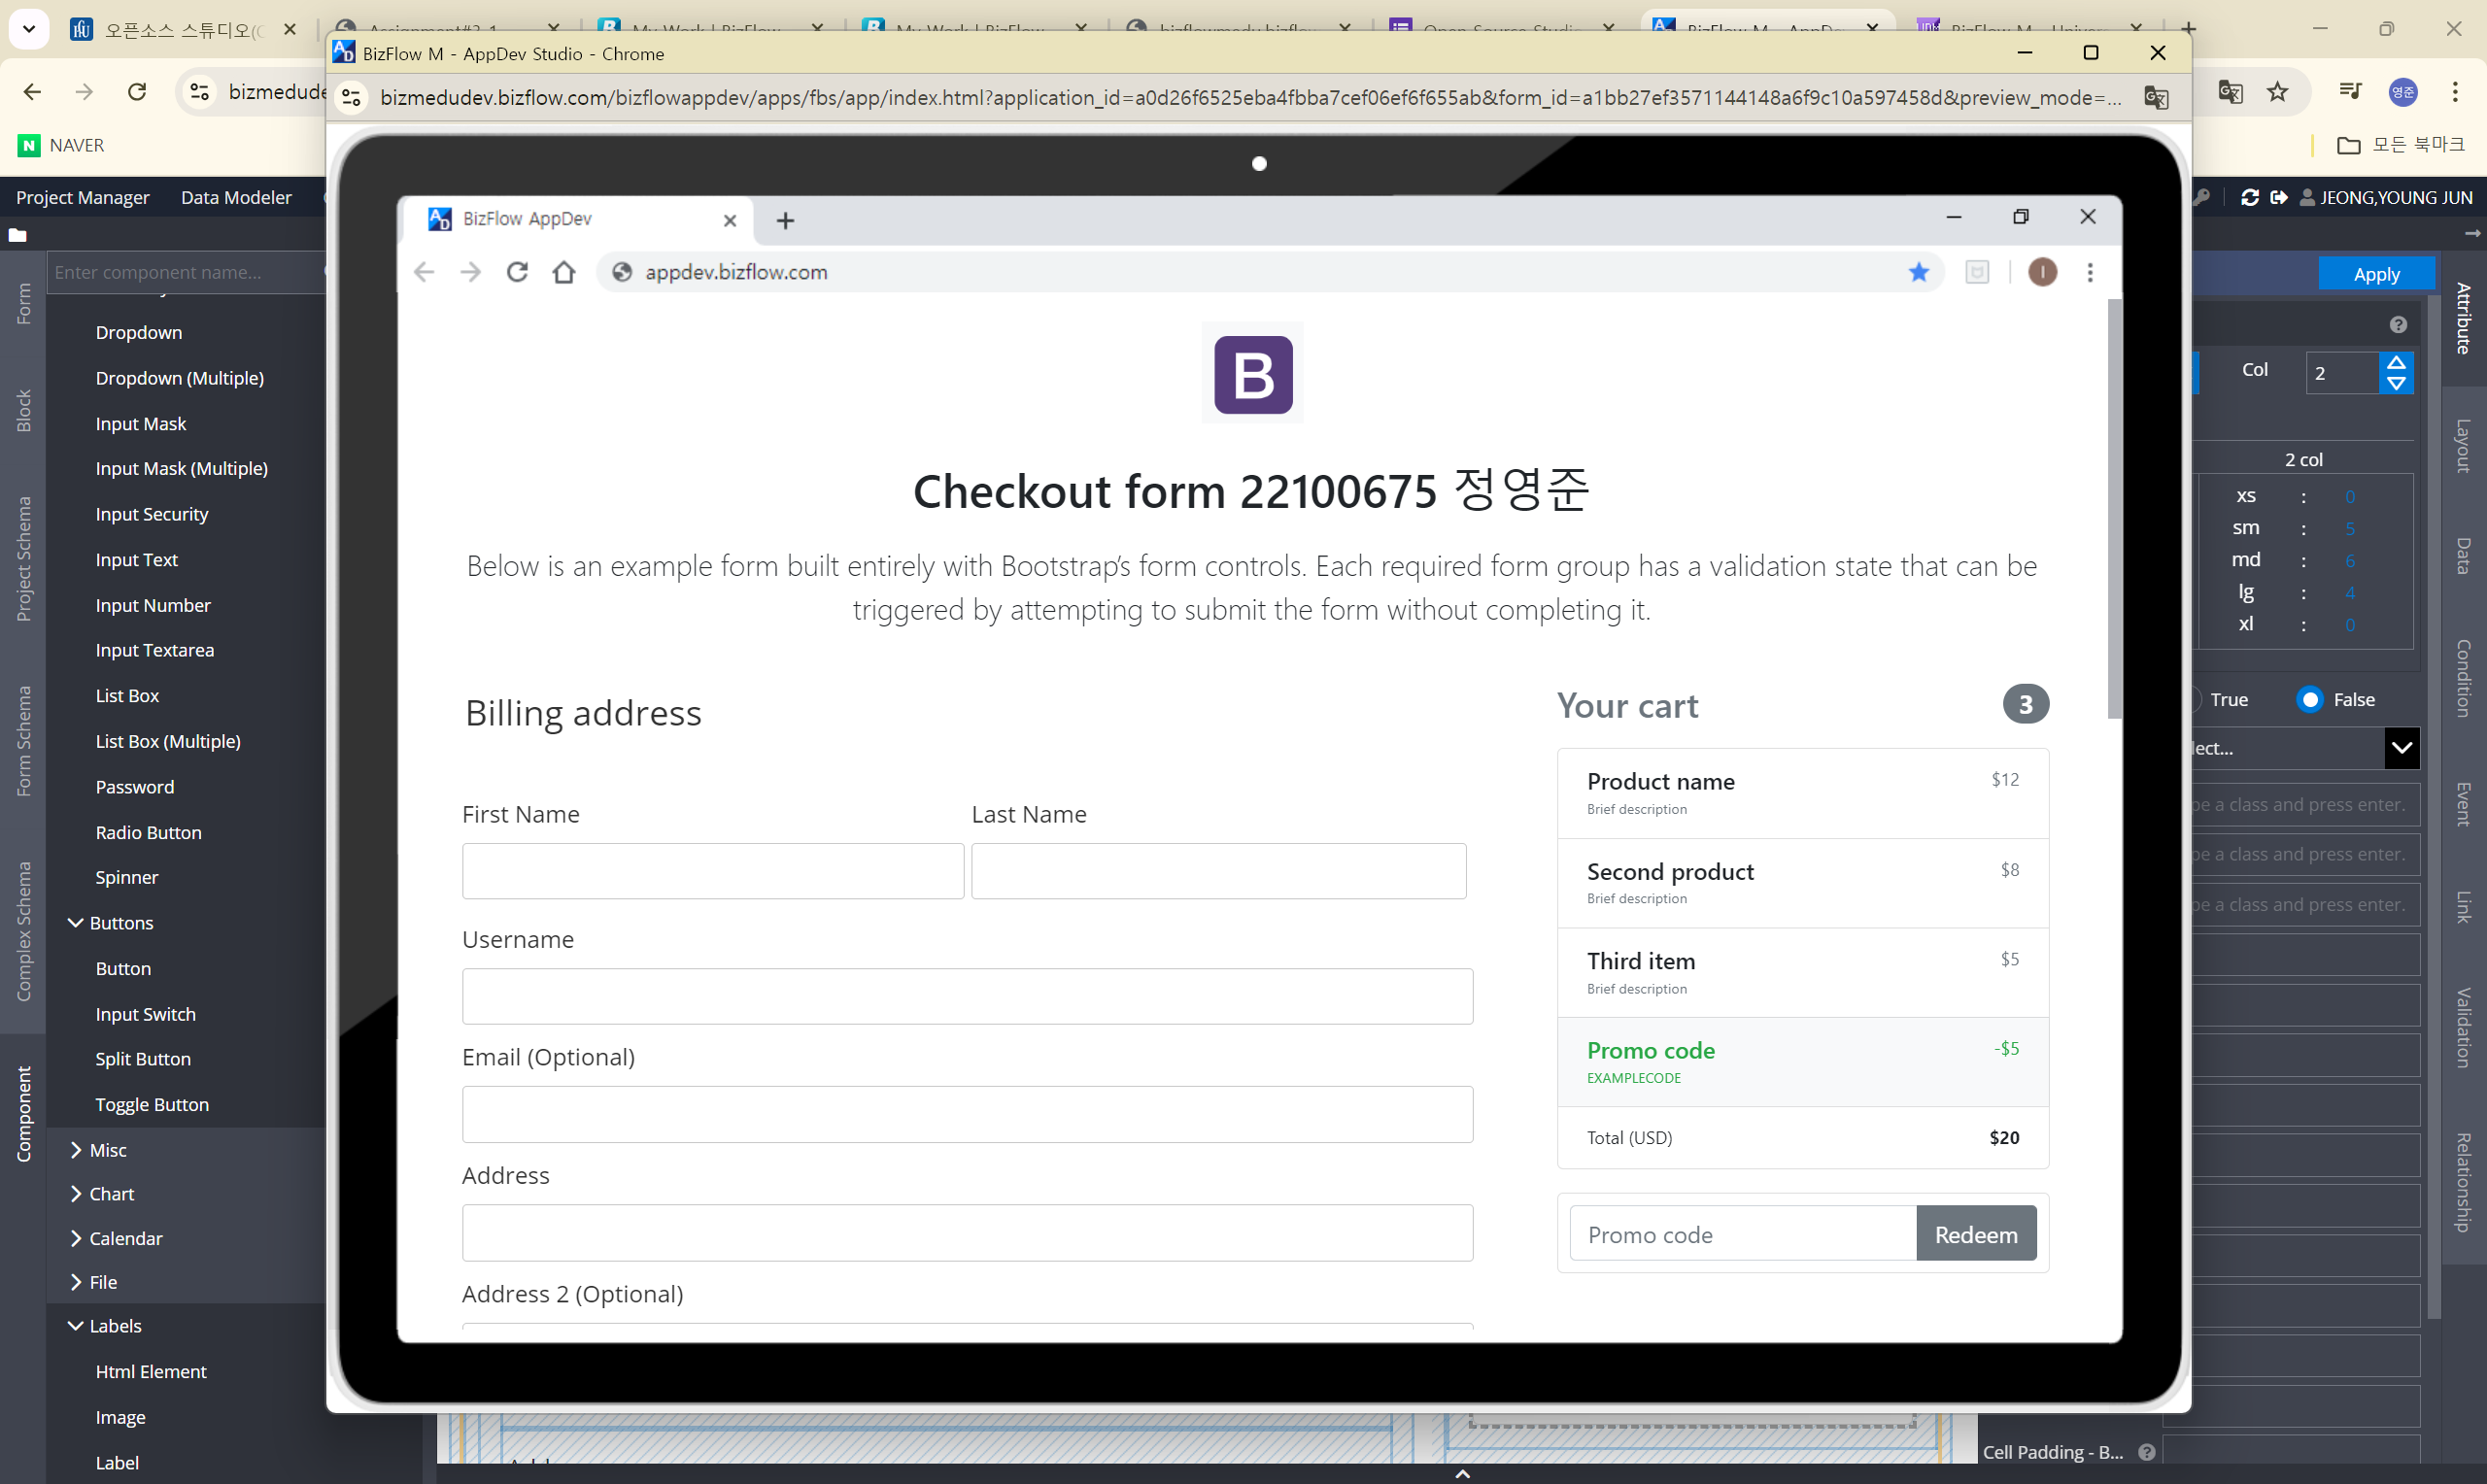 오픈소스 스튜디오(
BizFlow M - AppDev Studio - Chrome
bizmedude
bizmedudev.bizflow.com/bizflowappdev/apps/fbs/app/index.html?application_id=a0d26f6525eba4fbba7cef06ef6f655ab&form_id=a1bb27ef3571144148a6f9c10a597458d&preview_mode=...
영준
N NAVER
모든 북마크
Project Manager
Data Modeler
JEONG,YOUNG JUN
BizFlow AppDev
appdev.bizflow.com
Enter component name...
Apply
Form
Block
Project Schema
Form Schema
Complex Schema
Component
Dropdown
Dropdown (Multiple)
Input Mask
Input Mask (Multiple)
Input Security
Input Text
Input Number
Input Textarea
List Box
List Box (Multiple)
Password
Radio Button
Spinner
Buttons
Button
Input Switch
Split Button
Toggle Button
Misc
Chart
Calendar
File
Labels
Html Element
Image
Label
B
Checkout form 22100675 정영준
Below is an example form built entirely with Bootstrap's form controls. Each required form group has a validation state that can be
triggered by attempting to submit the form without completing it.
Billing address
First Name
Last Name
Username
Email (Optional)
Address
Address 2 (Optional)
Your cart
3
Product name
$12
Brief description
Second product
$8
Brief description
Third item
$5
Brief description
Promo code
-$5
EXAMPLECODE
Total (USD)
$20
Promo code
Redeem
Col
2
2 col
xs : 0
sm : 5
md : 6
lg : 4
xl : 0
True
False
lect...
pe a class and press enter.
pe a class and press enter.
pe a class and press enter.
Cell Padding - B...
Attribute
Layout
Data
Condition
Event
Link
Validation
Relationship